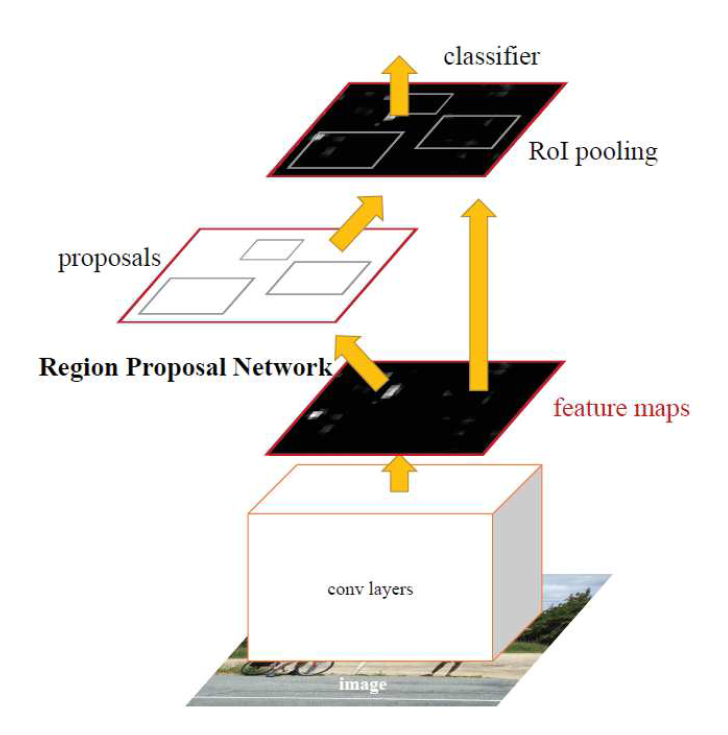 classifier
RoI pooling
proposals
Region Proposal Network
feature maps
conv layers
image